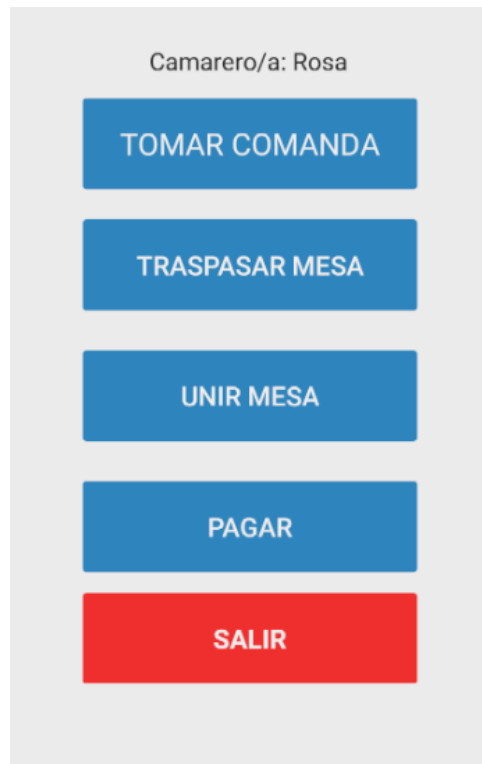 Camarero/a: Rosa
TOMAR COMANDA
TRASPASAR MESA
UNIR MESA
PAGAR
SALIR